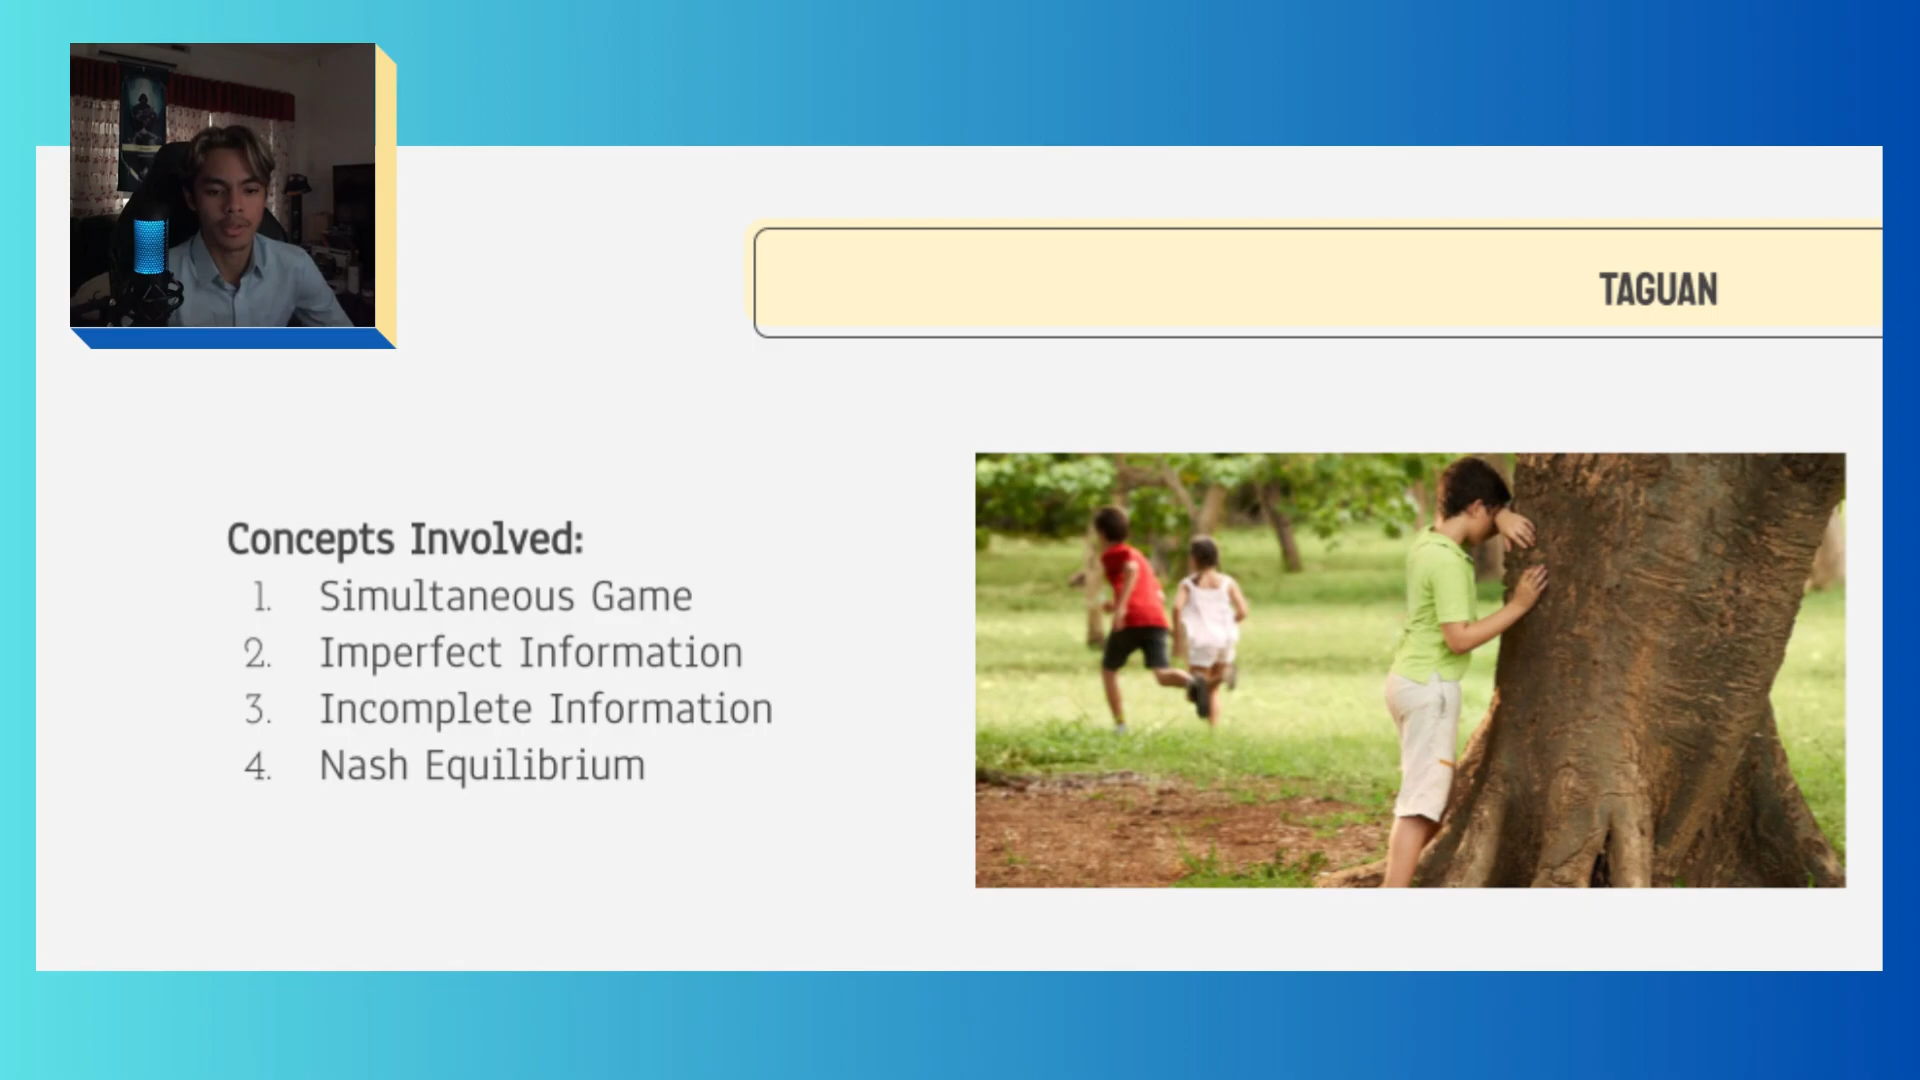 TAGUAN
Concepts Involved:
1. Simultaneous Game
2. Imperfect Information
3. Incomplete Information
4. Nash Equilibrium